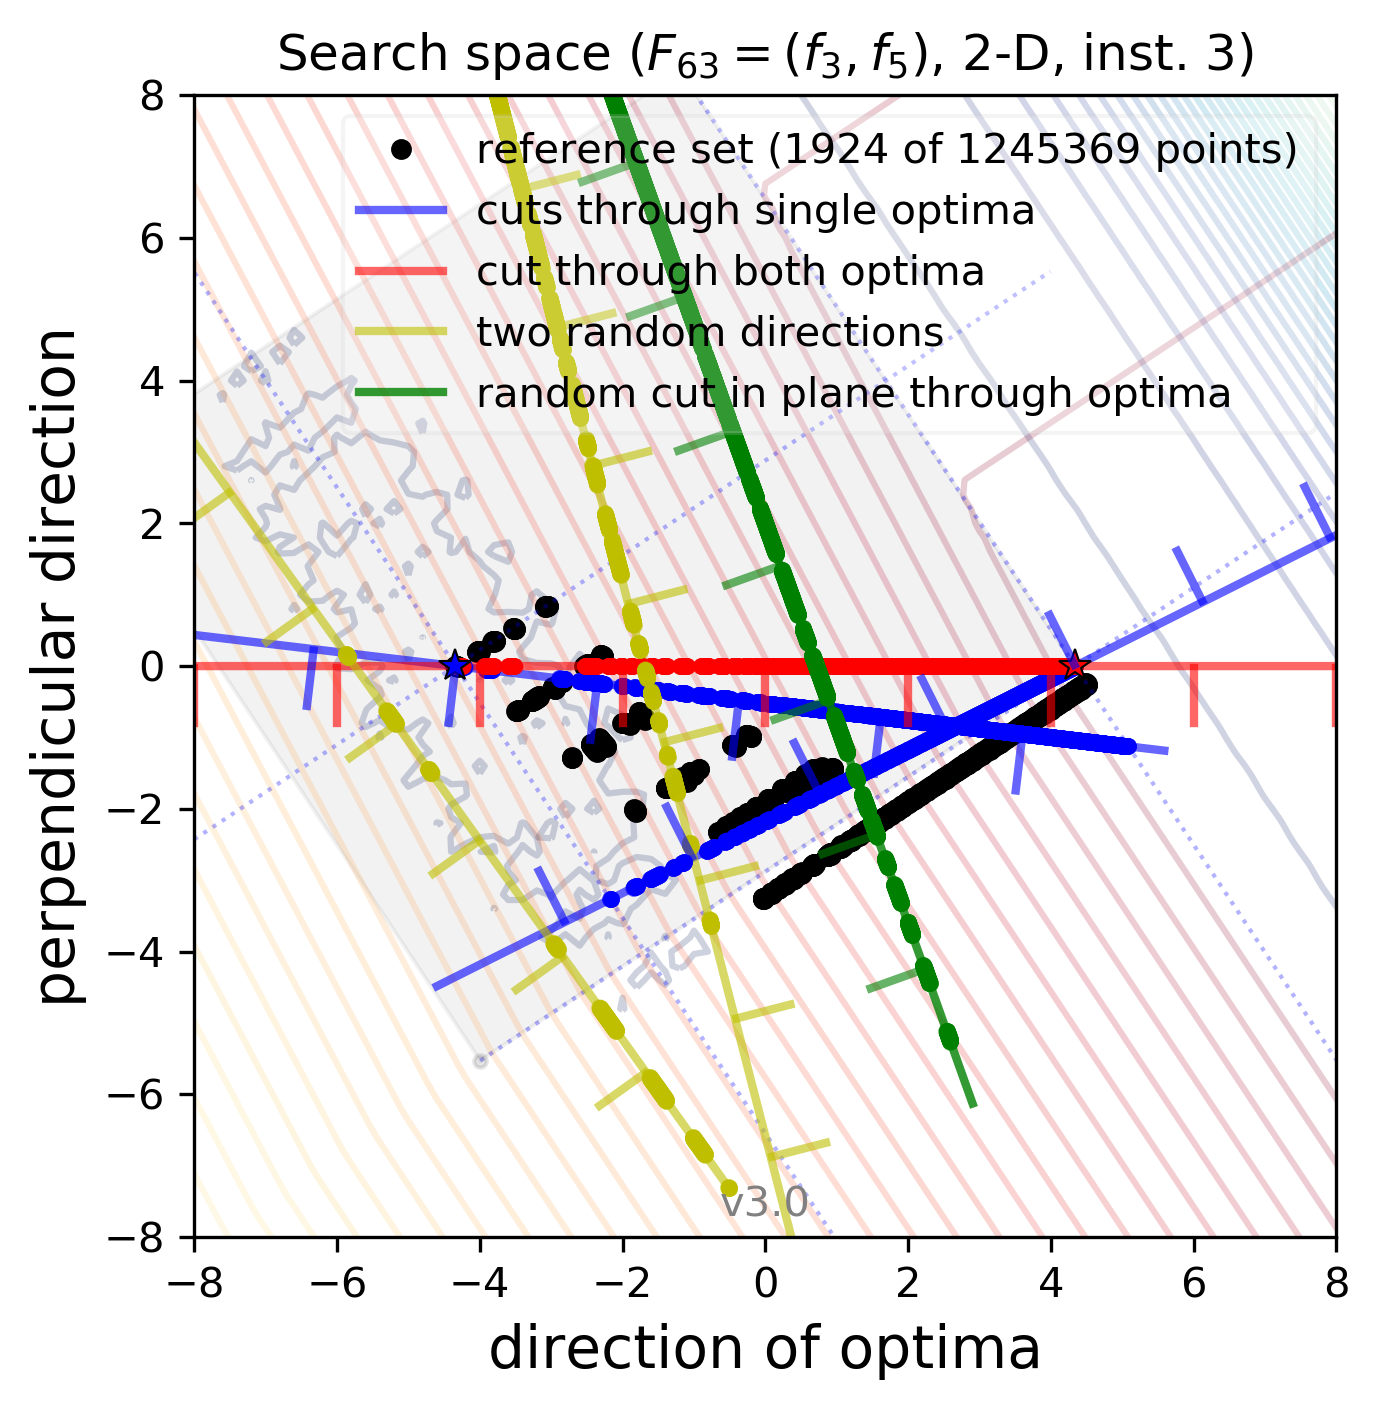 Search space (F63 = (f3, f5), 2-D, inst. 3)
reference set (1924 of 1245369 points)
cuts through single optima
cut through both optima
two random directions
random cut in plane through optima
perpendicular direction
8
6
4
2
0
−2
−4
−6
−8
v3.0
−8 −6 −4 −2 0 2 4 6 8
direction of optima